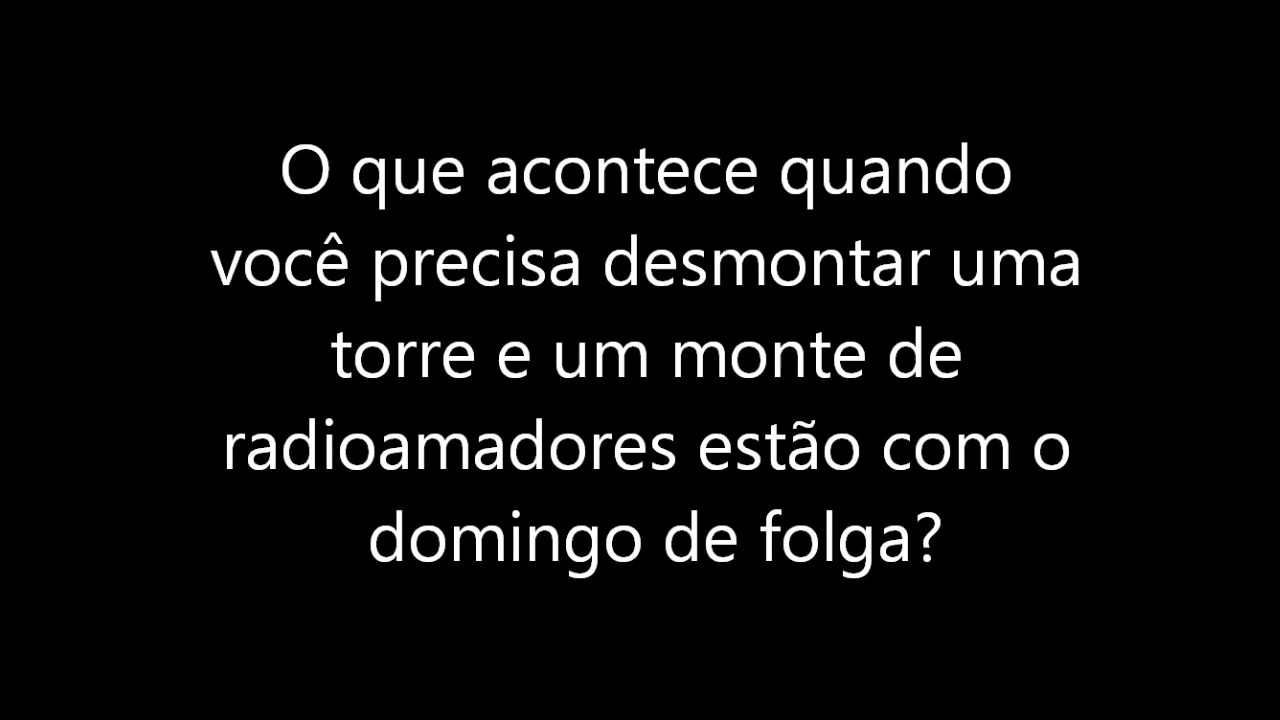 O que acontece quando
você precisa desmontar uma
torre e um monte de
radioamadores estão com o
domingo de folga?